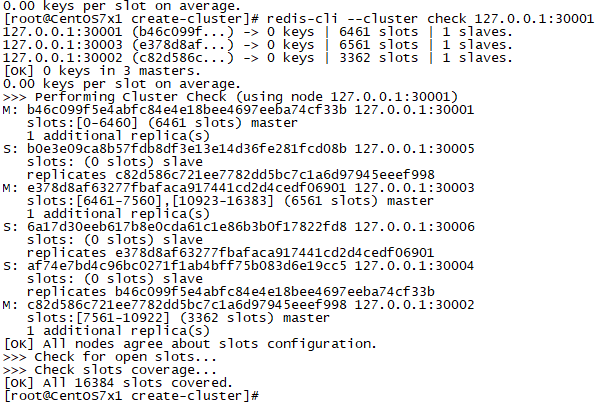 0.00 keys per slot on average.
[root@CentOS7x1 create-cluster]# redis-cli --cluster check 127.0.0.1:30001
127.0.0.1:30001 (b46c099f...) -> 0 keys | 6461 slots | 1 slaves.
127.0.0.1:30003 (e378d8af...) -> 0 keys | 6561 slots | 1 slaves.
127.0.0.1:30002 (c82d586c...) -> 0 keys | 3362 slots | 1 slaves.
[OK] 0 keys in 3 masters.
0.00 keys per slot on average.
>>> Performing Cluster Check (using node 127.0.0.1:30001)
M: b46c099f5e4abfc84e4e18bee4697eeba74cf33b 127.0.0.1:30001
slots:[0-6460] (6461 slots) master
1 additional replica(s)
S: b0e3e09ca8b57fdb8df3e13e14d36fe281fcd08b 127.0.0.1:30005
slots: (0 slots) slave
replicates c82d586c721ee7782dd5bc7c1a6d97945eeef998
M: e378d8af63277fbafaca917441cd2d4cedf06901 127.0.0.1:30003
slots:[6461-7560],[10923-16383] (6561 slots) master
1 additional replica(s)
S: 6a17d30eeb617b8e0cda61c1e86b3b0f17822fd8 127.0.0.1:30006
slots: (0 slots) slave
replicates e378d8af63277fbafaca917441cd2d4cedf06901
S: af74e7bd4c96bc0271f1ab4bff75b083d6e19cc5 127.0.0.1:30004
slots: (0 slots) slave
replicates b46c099f5e4abfc84e4e18bee4697eeba74cf33b
M: c82d586c721ee7782dd5bc7c1a6d97945eeef998 127.0.0.1:30002
slots:[7561-10922] (3362 slots) master
1 additional replica(s)
[OK] All nodes agree about slots configuration.
>>> Check for open slots...
>>> Check slots coverage...
[OK] All 16384 slots covered.
[root@CentOS7x1 create-cluster]#